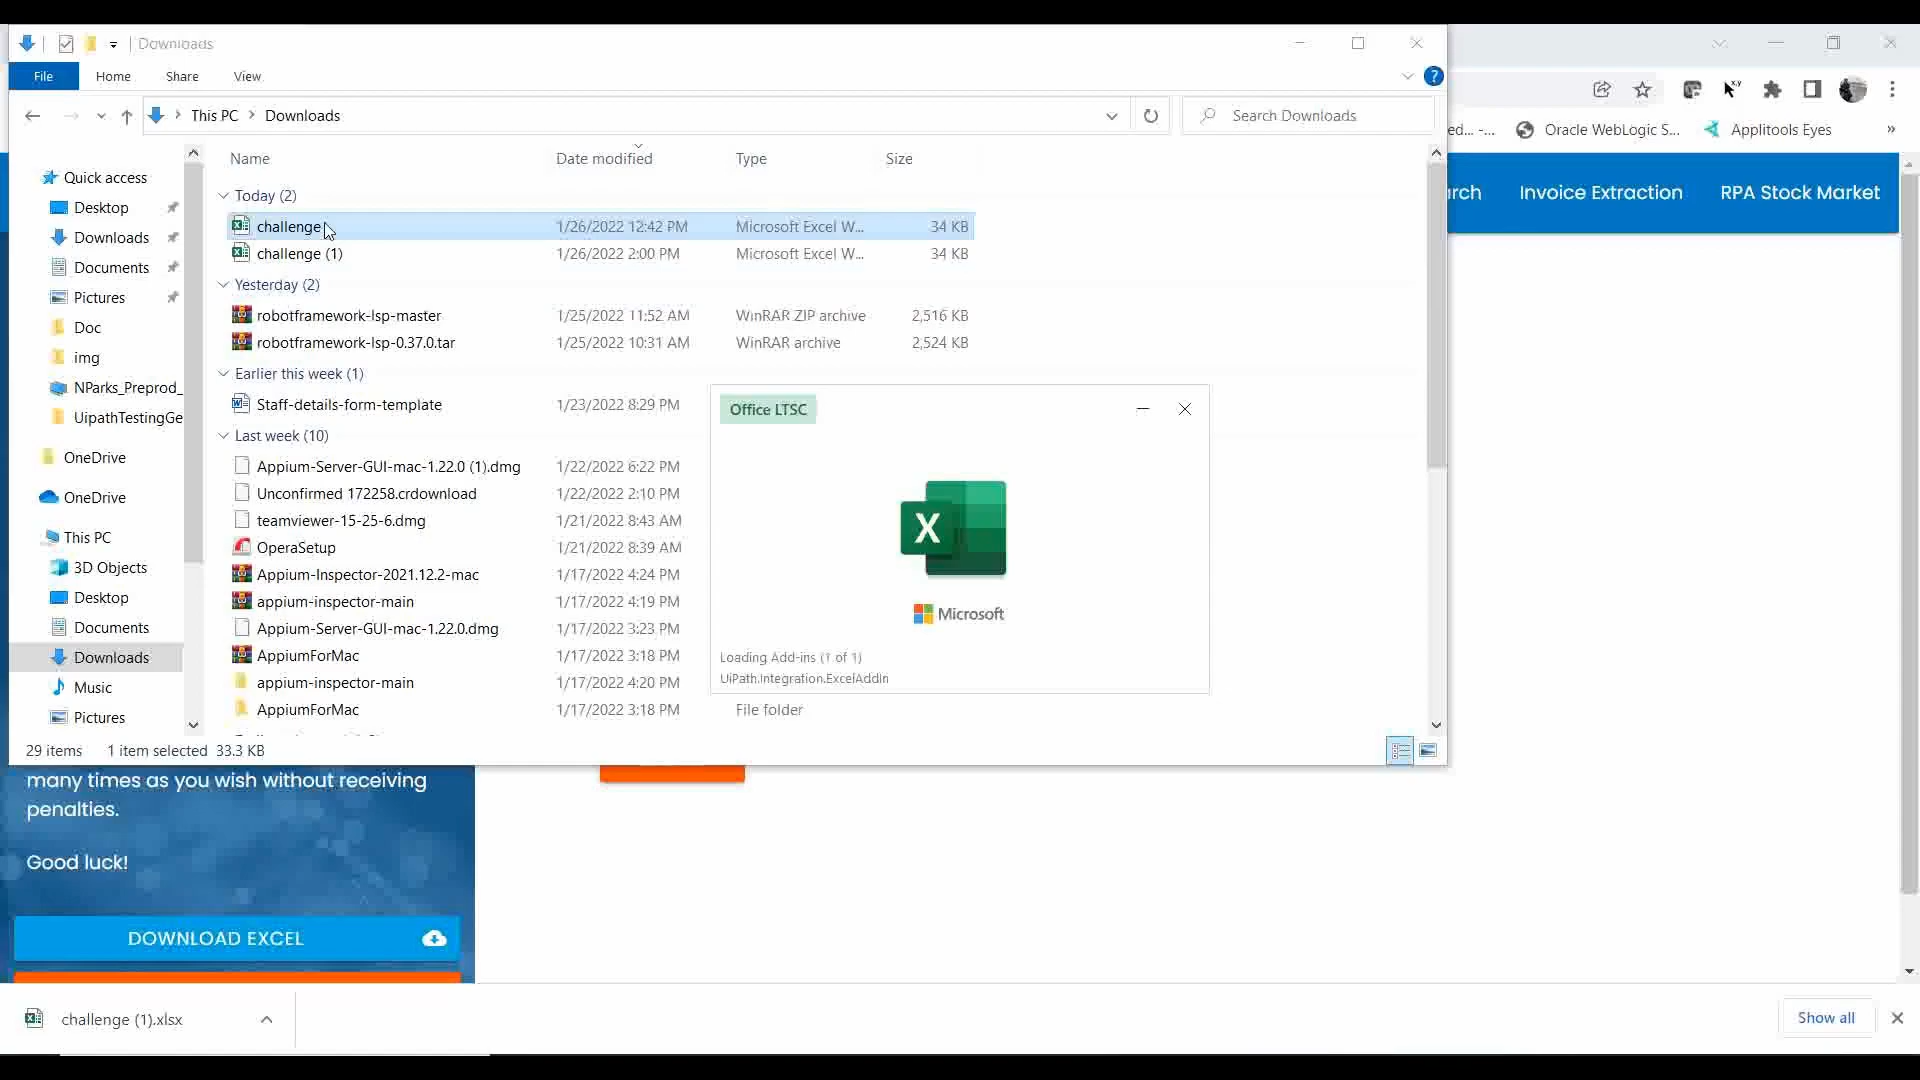 Downloads
File Home Share View ?
This PC Downloads
Search Downloads
Name Date modified Type Size
Today (2)
challenge 1/26/2022 12:42 PM Microsoft Excel W... 34 KB
challenge (1) 1/26/2022 2:00 PM Microsoft Excel W... 34 KB
Yesterday (2)
robotframework-lsp-master 1/25/2022 11:52 AM WinRAR ZIP archive 2,516 KB
robotframework-lsp-0.37.0.tar 1/25/2022 10:31 AM WinRAR archive 2,524 KB
Earlier this week (1)
Staff-details-form-template 1/23/2022 8:29 PM
Last week (10)
Appium-Server-GUI-mac-1.22.0 (1).dmg 1/22/2022 6:22 PM
Unconfirmed 172258.crdownload 1/22/2022 2:10 PM
teamviewer-15-25-6.dmg 1/21/2022 8:43 AM
OperaSetup 1/21/2022 8:39 AM
Appium-Inspector-2021.12.2-mac 1/17/2022 4:24 PM
appium-inspector-main 1/17/2022 4:19 PM
Appium-Server-GUI-mac-1.22.0.dmg 1/17/2022 3:23 PM
AppiumForMac 1/17/2022 3:18 PM
appium-inspector-main 1/17/2022 4:20 PM
AppiumForMac 1/17/2022 3:18 PM File folder
Quick access
Desktop
Downloads
Documents
Pictures
Doc
img
NParks_Preprod_
UipathTestingGe
OneDrive
OneDrive
This PC
3D Objects
Desktop
Documents
Downloads
Music
Pictures
29 items 1 item selected 33.3 KB
Office LTSC
X
Microsoft
Loading Add-ins (1 of 1)
UiPath.Integration.ExcelAddin
ed... -... Oracle WebLogic S... Applitools Eyes »
rch Invoice Extraction RPA Stock Market
many times as you wish without receiving
penalties.
Good luck!
DOWNLOAD EXCEL
challenge (1).xlsx
Show all